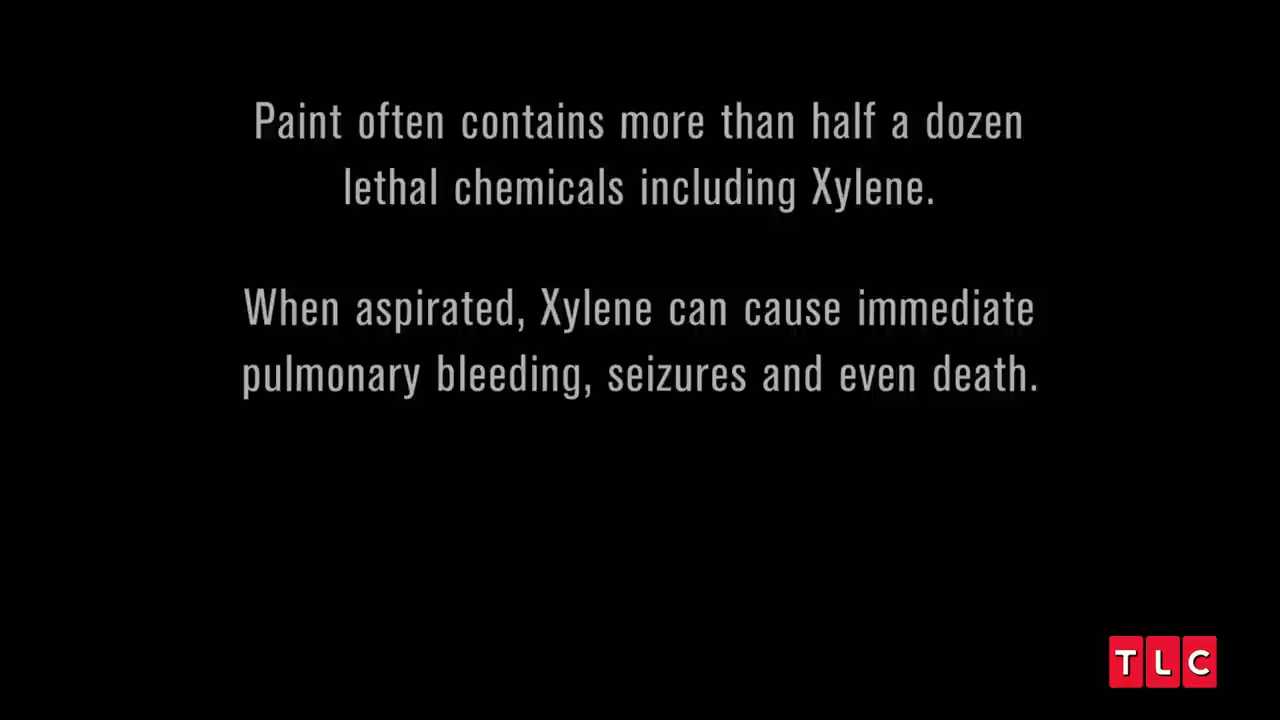 Paint often contains more than half a dozen
lethal chemicals including Xylene.
When aspirated, Xylene can cause immediate
pulmonary bleeding, seizures and even death.
TLC